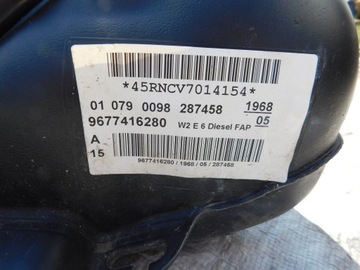 *45RNCV7014154*
01 079 0098 287458 1968
05
9677416280 W2 E 6 Diesel FAP
A
15
9677416280 / 1968 / 05 / 287458